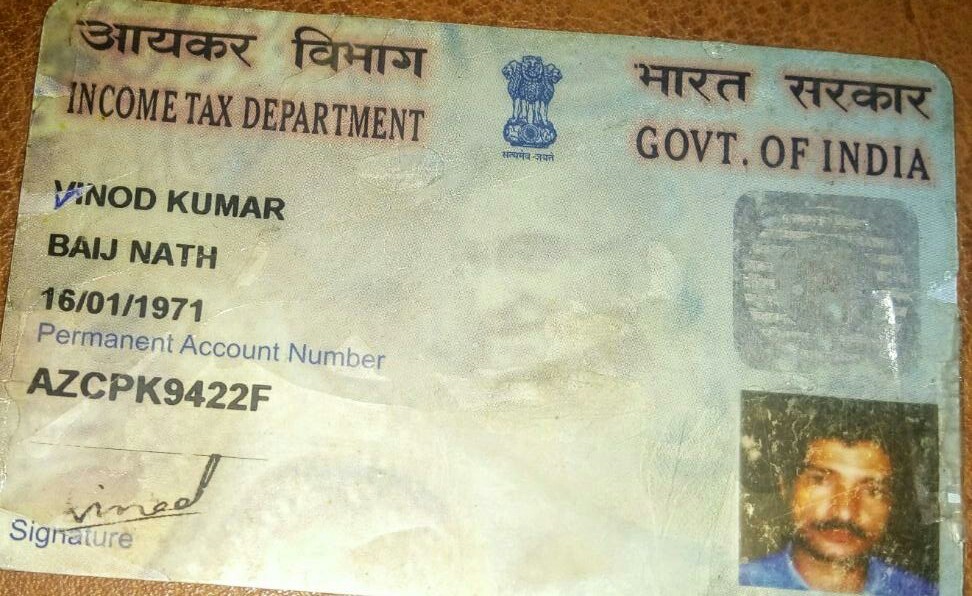 आयकर विभाग
INCOME TAX DEPARTMENT
सत्यमेव जयते
भारत सरकार
GOVT. OF INDIA
VINOD KUMAR
BAIJ NATH
16/01/1971
Permanent Account Number
AZCPK9422F
vinod
Signature